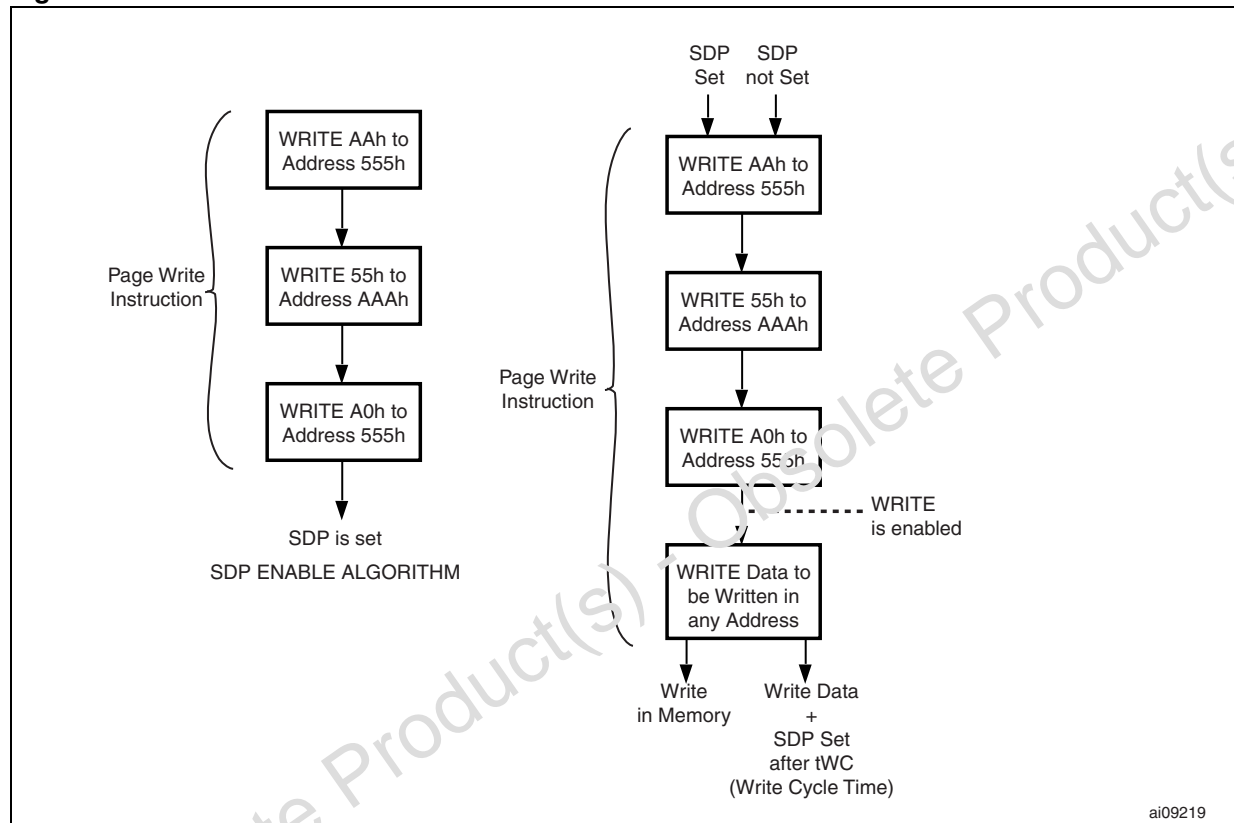 WRITE AAh to
Address 555h
WRITE 55h to
Address AAAh
WRITE A0h to
Address 555h
Page Write
Instruction
SDP is set
SDP ENABLE ALGORITHM
SDP
Set
SDP
not Set
WRITE AAh to
Address 555h
WRITE 55h to
Address AAAh
WRITE A0h to
Address 555h
Page Write
Instruction
WRITE
is enabled
WRITE Data to
be Written in
any Address
Write
in Memory
Write Data
+
SDP Set
after tWC
(Write Cycle Time)
ai09219
Product(s) - Obsolete Product(s